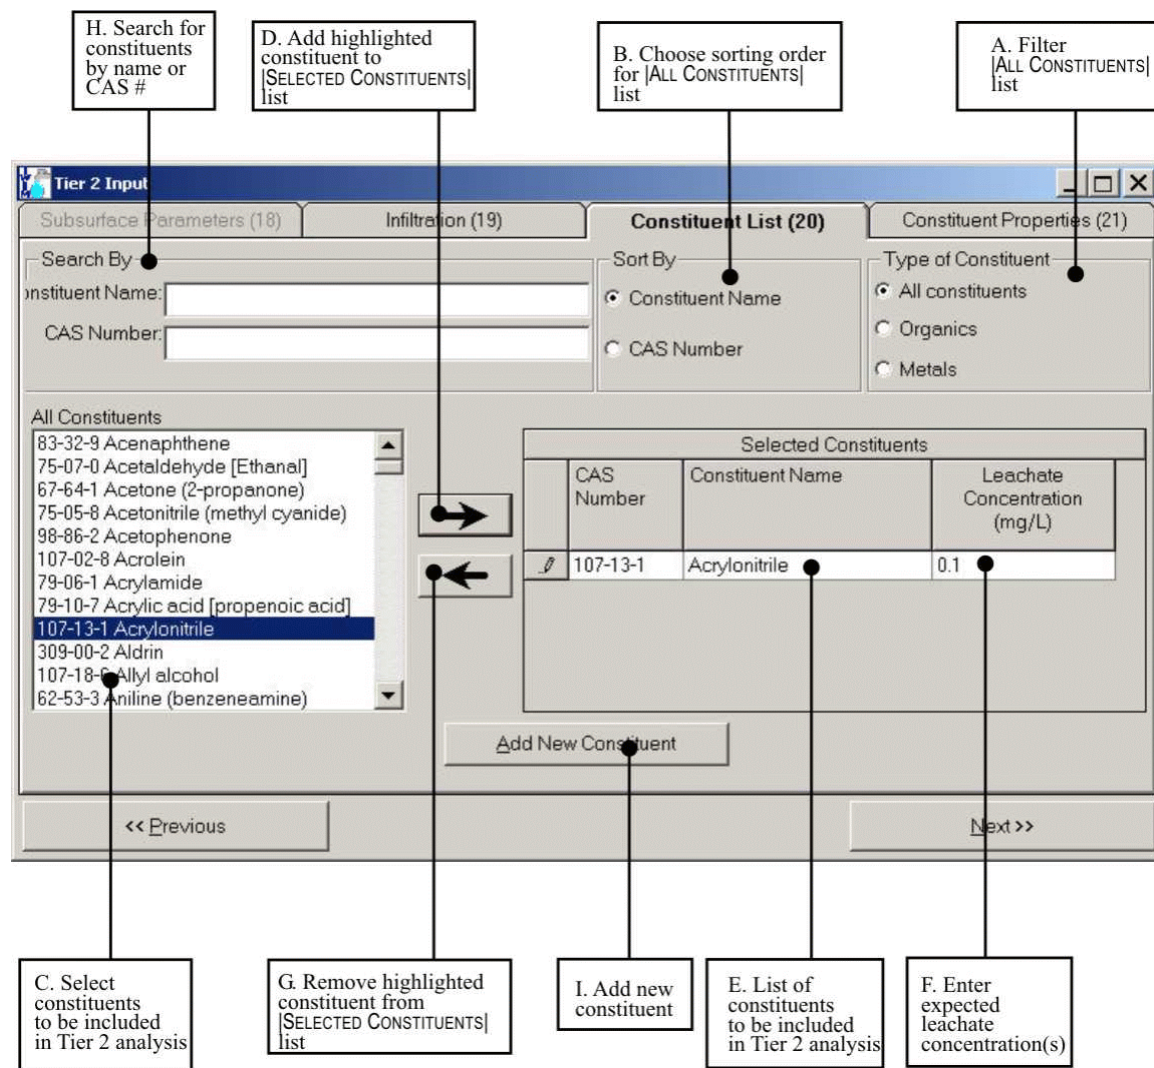 H. Search for
constituents
by name or
CAS #
D. Add highlighted
constituent to
|SELECTED CONSTITUENTS|
list
B. Choose sorting order
for |ALL CONSTITUENTS|
list
A. Filter
|ALL CONSTITUENTS|
list
Tier 2 Input
Subsurface Parameters (18)
Infiltration (19)
Constituent List (20)
Constituent Properties (21)
Search By
onstituent Name:
CAS Number:
Sort By
Constituent Name
CAS Number
Type of Constituent
All constituents
Organics
Metals
All Constituents
83-32-9 Acenaphthene
75-07-0 Acetaldehyde [Ethanal]
67-64-1 Acetone (2-propanone)
75-05-8 Acetonitrile (methyl cyanide)
98-86-2 Acetophenone
107-02-8 Acrolein
79-06-1 Acrylamide
79-10-7 Acrylic acid [propenoic acid]
107-13-1 Acrylonitrile
309-00-2 Aldrin
107-18-6 Allyl alcohol
62-53-3 Aniline (benzeneamine)
Selected Constituents
CAS
Number
Constituent Name
Leachate
Concentration
(mg/L)
107-13-1 Acrylonitrile 0.1
Add New Constituent
<< Previous
Next >>
C. Select
constituents
to be included
in Tier 2 analysis
G. Remove highlighted
constituent from
|SELECTED CONSTITUENTS|
list
I. Add new
constituent
E. List of
constituents
to be included
in Tier 2 analysis
F. Enter
expected
leachate
concentration(s)